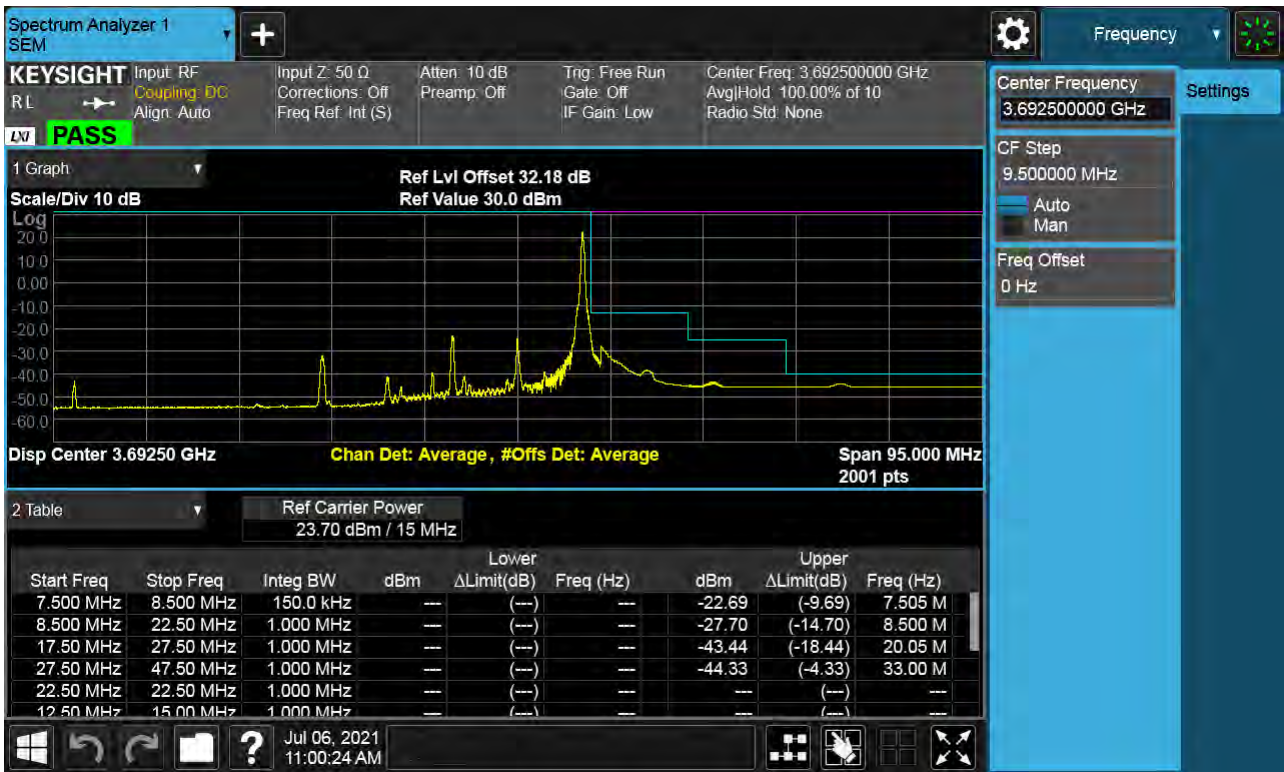 Spectrum Analyzer 1
SEM
Frequency
KEYSIGHT
Input: RF
Coupling: DC
Align: Auto
Input Z: 50 Ω
Corrections: Off
Freq Ref: Int (S)
Atten: 10 dB
Preamp: Off
Trig: Free Run
Gate: Off
IF Gain: Low
Center Freq: 3.692500000 GHz
Avg|Hold: 100.00% of 10
Radio Std: None
R L
LXI
PASS
Center Frequency
3.692500000 GHz
Settings
CF Step
9.500000 MHz
Auto
Man
Freq Offset
0 Hz
1 Graph
Ref Lvl Offset 32.18 dB
Scale/Div 10 dB
Ref Value 30.0 dBm
Log
20.0
10.0
0.00
-10.0
-20.0
-30.0
-40.0
-50.0
-60.0
Disp Center 3.69250 GHz
Chan Det: Average, #Offs Det: Average
Span 95.000 MHz
2001 pts
2 Table
Ref Carrier Power
23.70 dBm / 15 MHz
Lower Upper
Start Freq Stop Freq Integ BW dBm ΔLimit(dB) Freq (Hz) dBm ΔLimit(dB) Freq (Hz)
7.500 MHz 8.500 MHz 150.0 kHz --- (---) --- -22.69 (-9.69) 7.505 M
8.500 MHz 22.50 MHz 1.000 MHz --- (---) --- -27.70 (-14.70) 8.500 M
17.50 MHz 27.50 MHz 1.000 MHz --- (---) --- -43.44 (-18.44) 20.05 M
27.50 MHz 47.50 MHz 1.000 MHz --- (---) --- -44.33 (-4.33) 33.00 M
22.50 MHz 22.50 MHz 1.000 MHz --- (---) --- --- (---) ---
12.50 MHz 15.00 MHz 1.000 MHz --- (---) --- --- (---) ---
Jul 06, 2021
11:00:24 AM